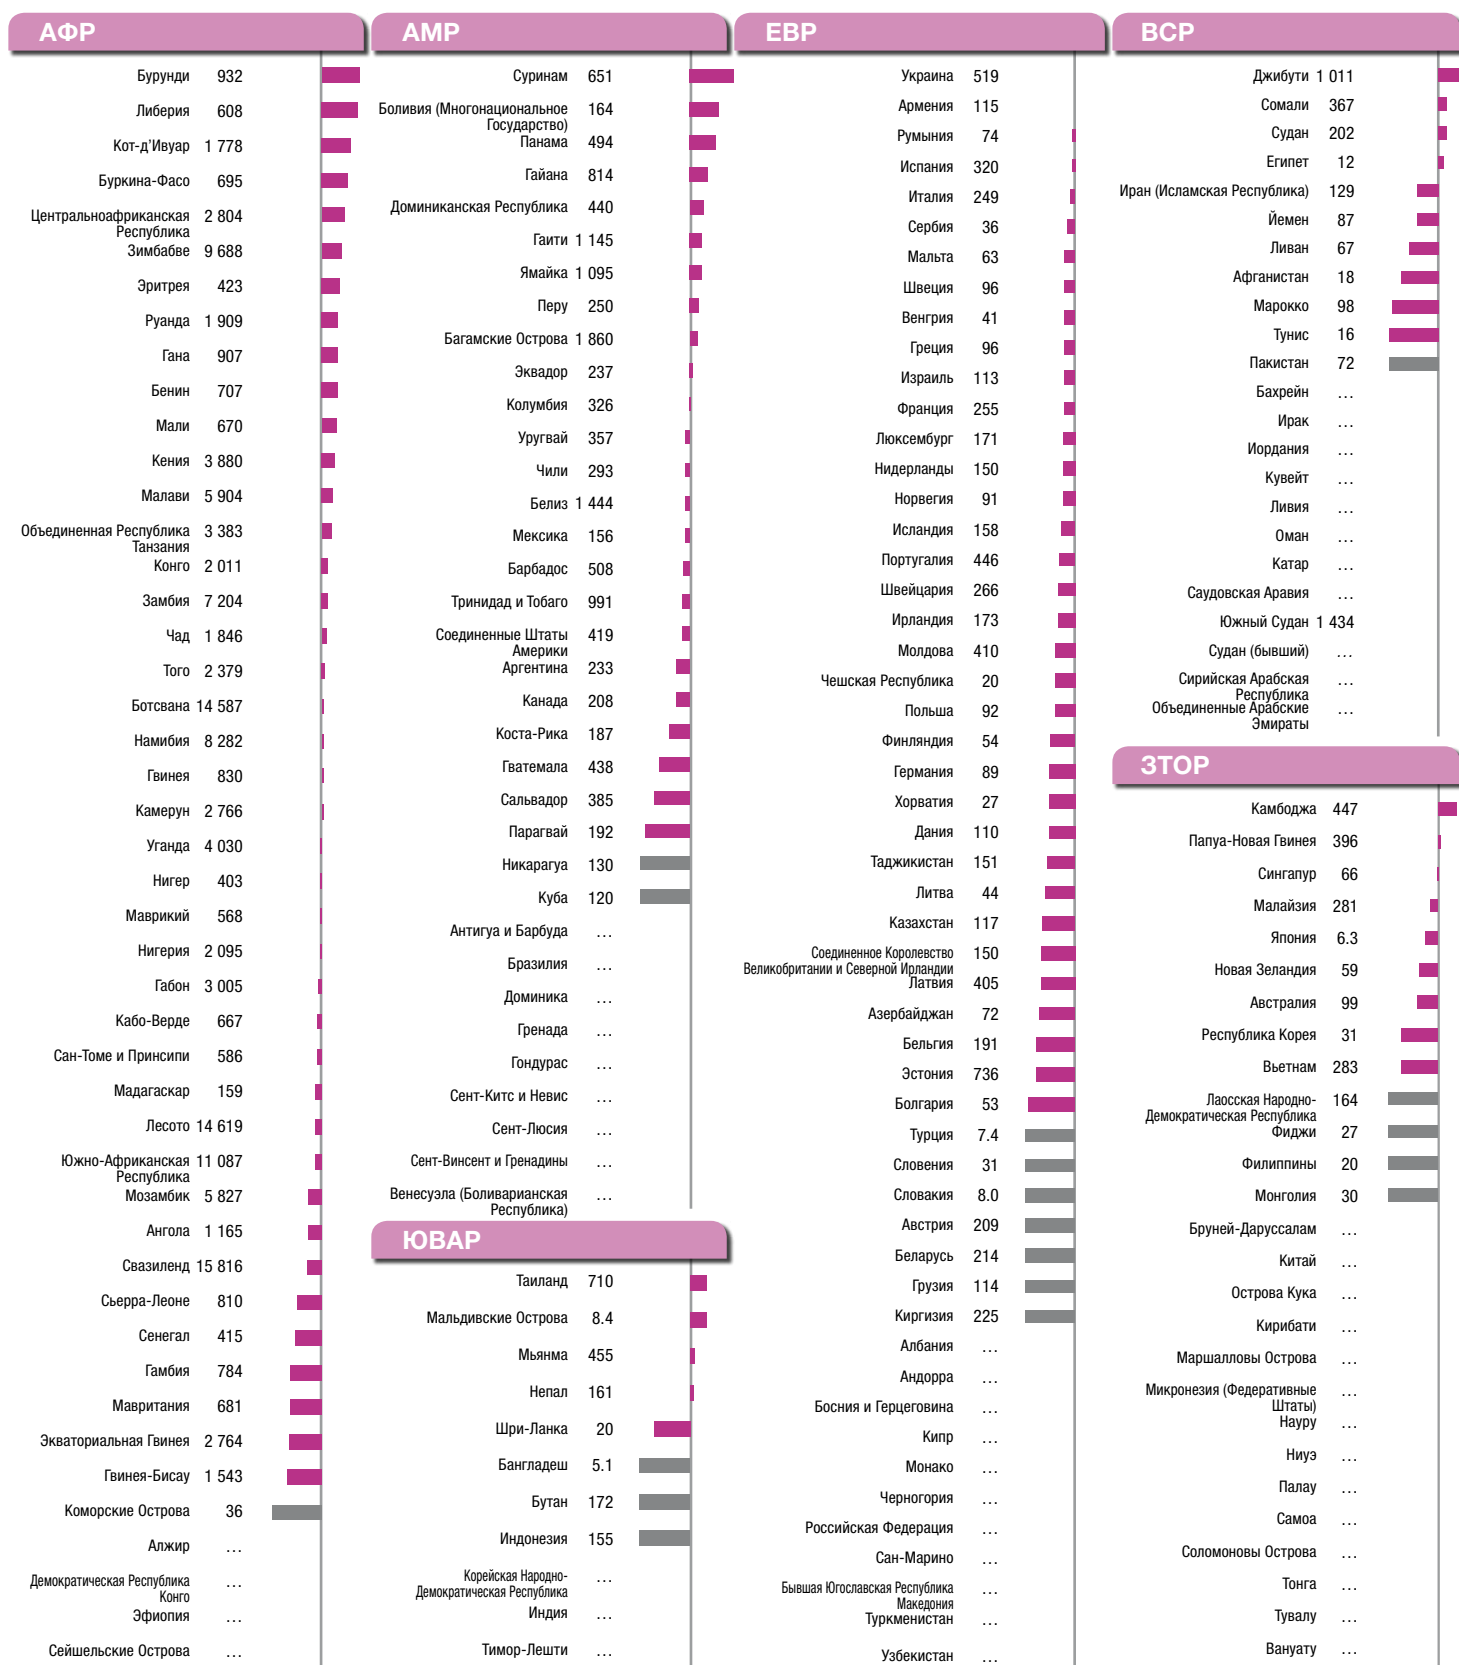 АФР
Бурунди 932
Либерия 608
Кот-д’Ивуар 1 778
Буркина-Фасо 695
Центральноафриканская 2 804
Республика
Зимбабве 9 688
Эритрея 423
Руанда 1 909
Гана 907
Бенин 707
Мали 670
Кения 3 880
Малави 5 904
Объединенная Республика 3 383
Танзания
Конго 2 011
Замбия 7 204
Чад 1 846
Того 2 379
Ботсвана 14 587
Намибия 8 282
Гвинея 830
Камерун 2 766
Уганда 4 030
Нигер 403
Маврикий 568
Нигерия 2 095
Габон 3 005
Кабо-Верде 667
Сан-Томе и Принсипи 586
Мадагаскар 159
Лесото 14 619
Южно-Африканская 11 087
Республика
Мозамбик 5 827
Ангола 1 165
Свазиленд 15 816
Сьерра-Леоне 810
Сенегал 415
Гамбия 784
Мавритания 681
Экваториальная Гвинея 2 764
Гвинея-Бисау 1 543
Коморские Острова 36
Алжир ...
Демократическая Республика ...
Конго
Эфиопия ...
Сейшельские Острова ...
АМР
Суринам 651
Боливия (Многонациональное 164
Государство)
Панама 494
Гайана 814
Доминиканская Республика 440
Гаити 1 145
Ямайка 1 095
Перу 250
Багамские Острова 1 860
Эквадор 237
Колумбия 326
Уругвай 357
Чили 293
Белиз 1 444
Мексика 156
Барбадос 508
Тринидад и Тобаго 991
Соединенные Штаты 419
Америки
Аргентина 233
Канада 208
Коста-Рика 187
Гватемала 438
Сальвадор 385
Парагвай 192
Никарагуа 130
Куба 120
Антигуа и Барбуда ...
Бразилия ...
Доминика ...
Гренада ...
Гондурас ...
Сент-Китс и Невис ...
Сент-Люсия ...
Сент-Винсент и Гренадины ...
Венесуэла (Боливарианская ...
Республика)
ЮВАР
Таиланд 710
Мальдивские Острова 8.4
Мьянма 455
Непал 161
Шри-Ланка 20
Бангладеш 5.1
Бутан 172
Индонезия 155
Корейская Народно- ...
Демократическая Республика
Индия ...
Тимор-Лешти ...
ЕВР
Украина 519
Армения 115
Румыния 74
Испания 320
Италия 249
Сербия 36
Мальта 63
Швеция 96
Венгрия 41
Греция 96
Израиль 113
Франция 255
Люксембург 171
Нидерланды 150
Норвегия 91
Исландия 158
Португалия 446
Швейцария 266
Ирландия 173
Молдова 410
Чешская Республика 20
Польша 92
Финляндия 54
Германия 89
Хорватия 27
Дания 110
Таджикистан 151
Литва 44
Казахстан 117
Соединенное Королевство 150
Великобритании и Северной Ирландии
Латвия 405
Азербайджан 72
Бельгия 191
Эстония 736
Болгария 53
Турция 7.4
Словения 31
Словакия 8.0
Австрия 209
Беларусь 214
Грузия 114
Киргизия 225
Албания ...
Андорра ...
Босния и Герцеговина ...
Кипр ...
Монако ...
Черногория ...
Российская Федерация ...
Сан-Марино ...
Бывшая Югославская Республика ...
Македония
Туркменистан ...
Узбекистан ...
ВСР
Джибути 1 011
Сомали 367
Судан 202
Египет 12
Иран (Исламская Республика) 129
Йемен 87
Ливан 67
Афганистан 18
Марокко 98
Тунис 16
Пакистан 72
Бахрейн ...
Ирак ...
Иордания ...
Кувейт ...
Ливия ...
Оман ...
Катар ...
Саудовская Аравия ...
Южный Судан 1 434
Судан (бывший) ...
Сирийская Арабская ...
Республика
Объединенные Арабские ...
Эмираты
ЗТОР
Камбоджа 447
Папуа-Новая Гвинея 396
Сингапур 66
Малайзия 281
Япония 6.3
Новая Зеландия 59
Австралия 99
Республика Корея 31
Вьетнам 283
Лаосская Народно- 164
Демократическая Республика
Фиджи 27
Филиппины 20
Монголия 30
Бруней-Даруссалам ...
Китай ...
Острова Кука ...
Кирибати ...
Маршалловы Острова ...
Микронезия (Федеративные ...
Штаты)
Науру ...
Ниуэ ...
Палау ...
Самоа ...
Соломоновы Острова ...
Тонга ...
Тувалу ...
Вануату ...